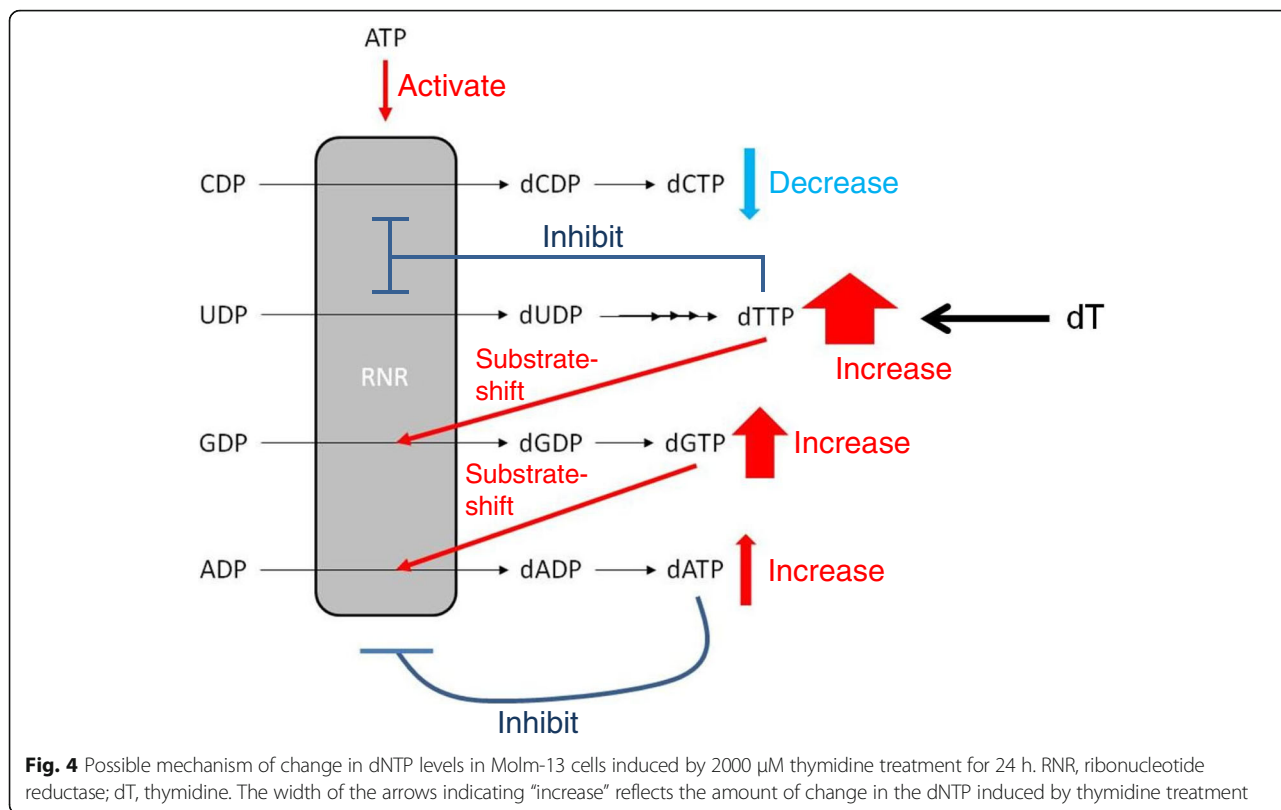 ATP
Activate
CDP
dCDP
dCTP
Decrease
Inhibit
UDP
dUDP
dTTP
dT
Substrate-
shift
Increase
RNR
GDP
dGDP
dGTP
Increase
Substrate-
shift
ADP
dADP
dATP
Increase
Inhibit
Fig. 4 Possible mechanism of change in dNTP levels in Molm-13 cells induced by 2000 μM thymidine treatment for 24 h. RNR, ribonucleotide
reductase; dT, thymidine. The width of the arrows indicating “increase” reflects the amount of change in the dNTP induced by thymidine treatment